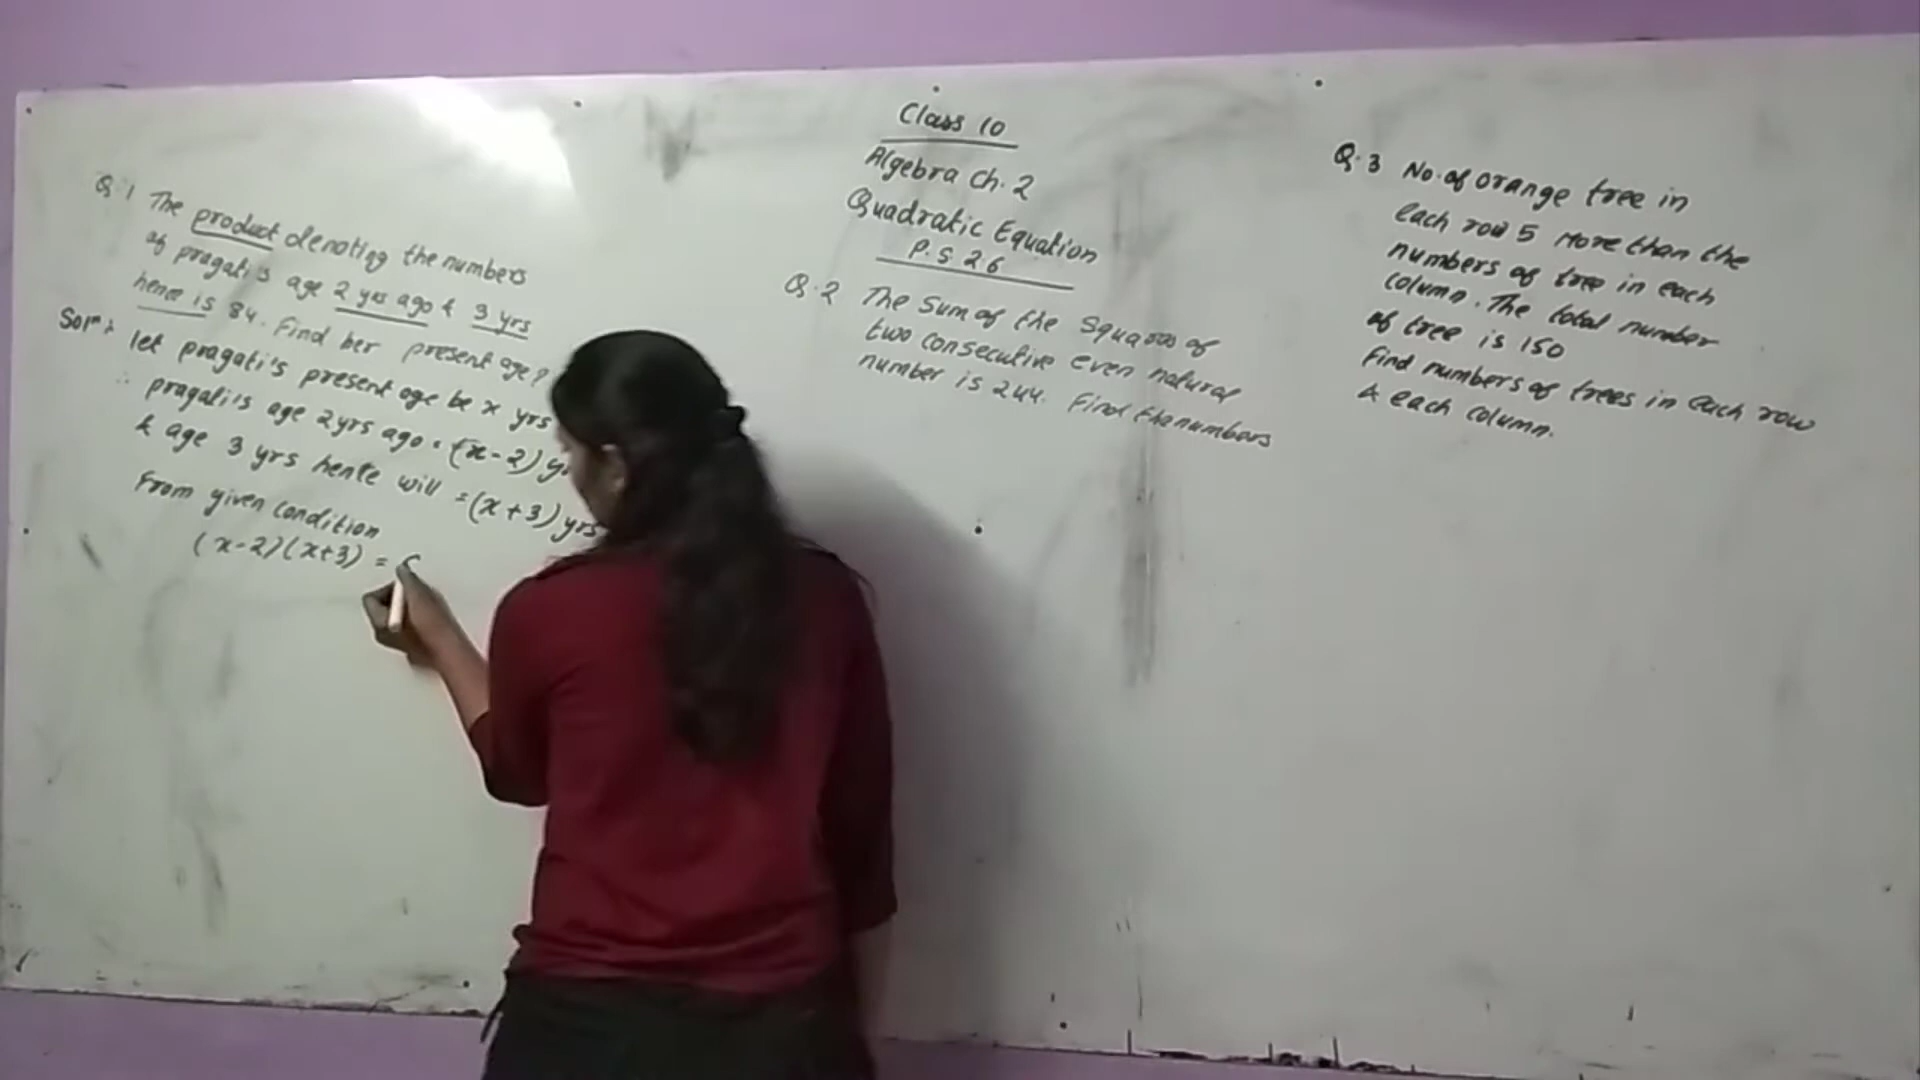 Class 10
Algebra Ch. 2
Quadratic Equation
P. S 2 6
Q. 1 The product denoting the numbers
of pragati's age 2 yrs ago & 3 yrs
hence is 84. Find her present age?
Solⁿ:
let pragati's present age be x yrs
∴ pragati's age 2yrs ago = (x-2) y
& age 3 yrs hence will = (x+3) yrs
From given condition
(x-2)(x+3) =
Q. 2 The Sum of the squares of
two consecutive even natural
number is 244. Find the numbers
Q. 3 No. of orange tree in
each row 5 More than the
numbers of tree in each
column. The total number
of tree is 150
Find numbers of trees in each row
& each column.